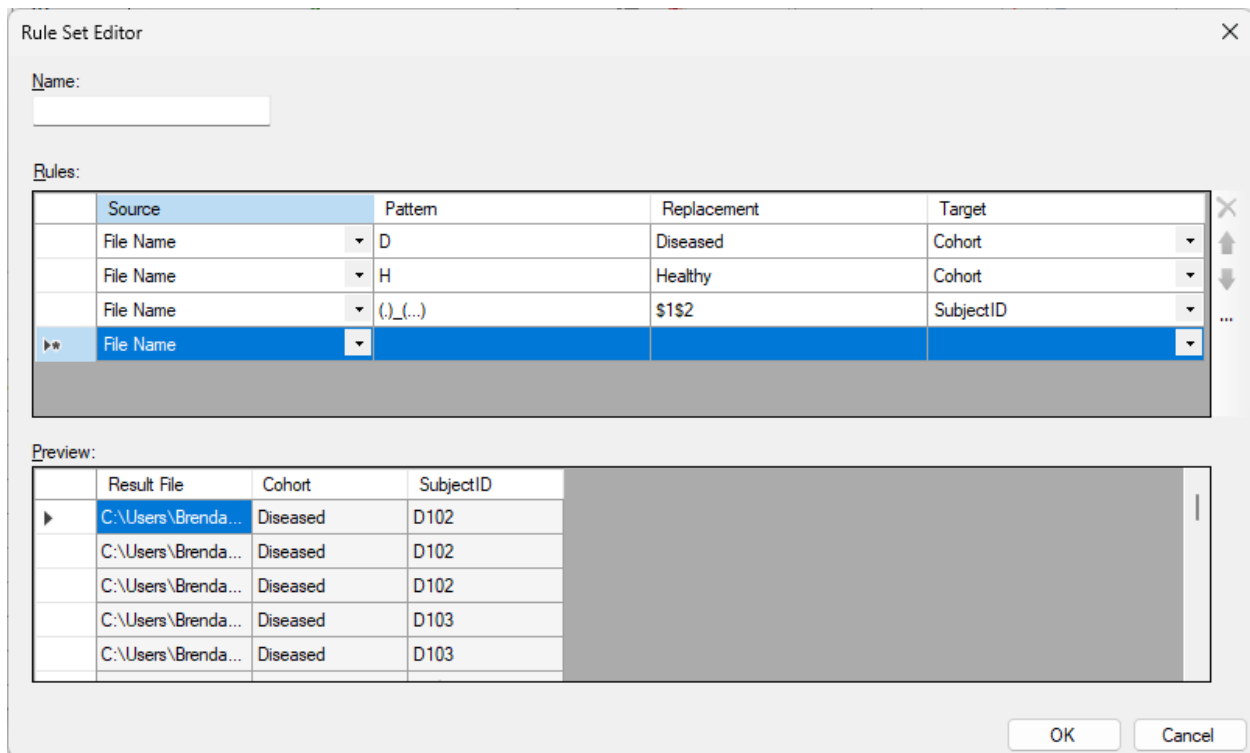 Rule Set Editor
Name:
Rules:
Source Pattern Replacement Target
File Name D Diseased Cohort
File Name H Healthy Cohort
File Name (.)_(...) $1$2 SubjectID
File Name
...
Preview:
Result File Cohort SubjectID
C:\Users\Brenda... Diseased D102
C:\Users\Brenda... Diseased D102
C:\Users\Brenda... Diseased D102
C:\Users\Brenda... Diseased D103
C:\Users\Brenda... Diseased D103
OK Cancel